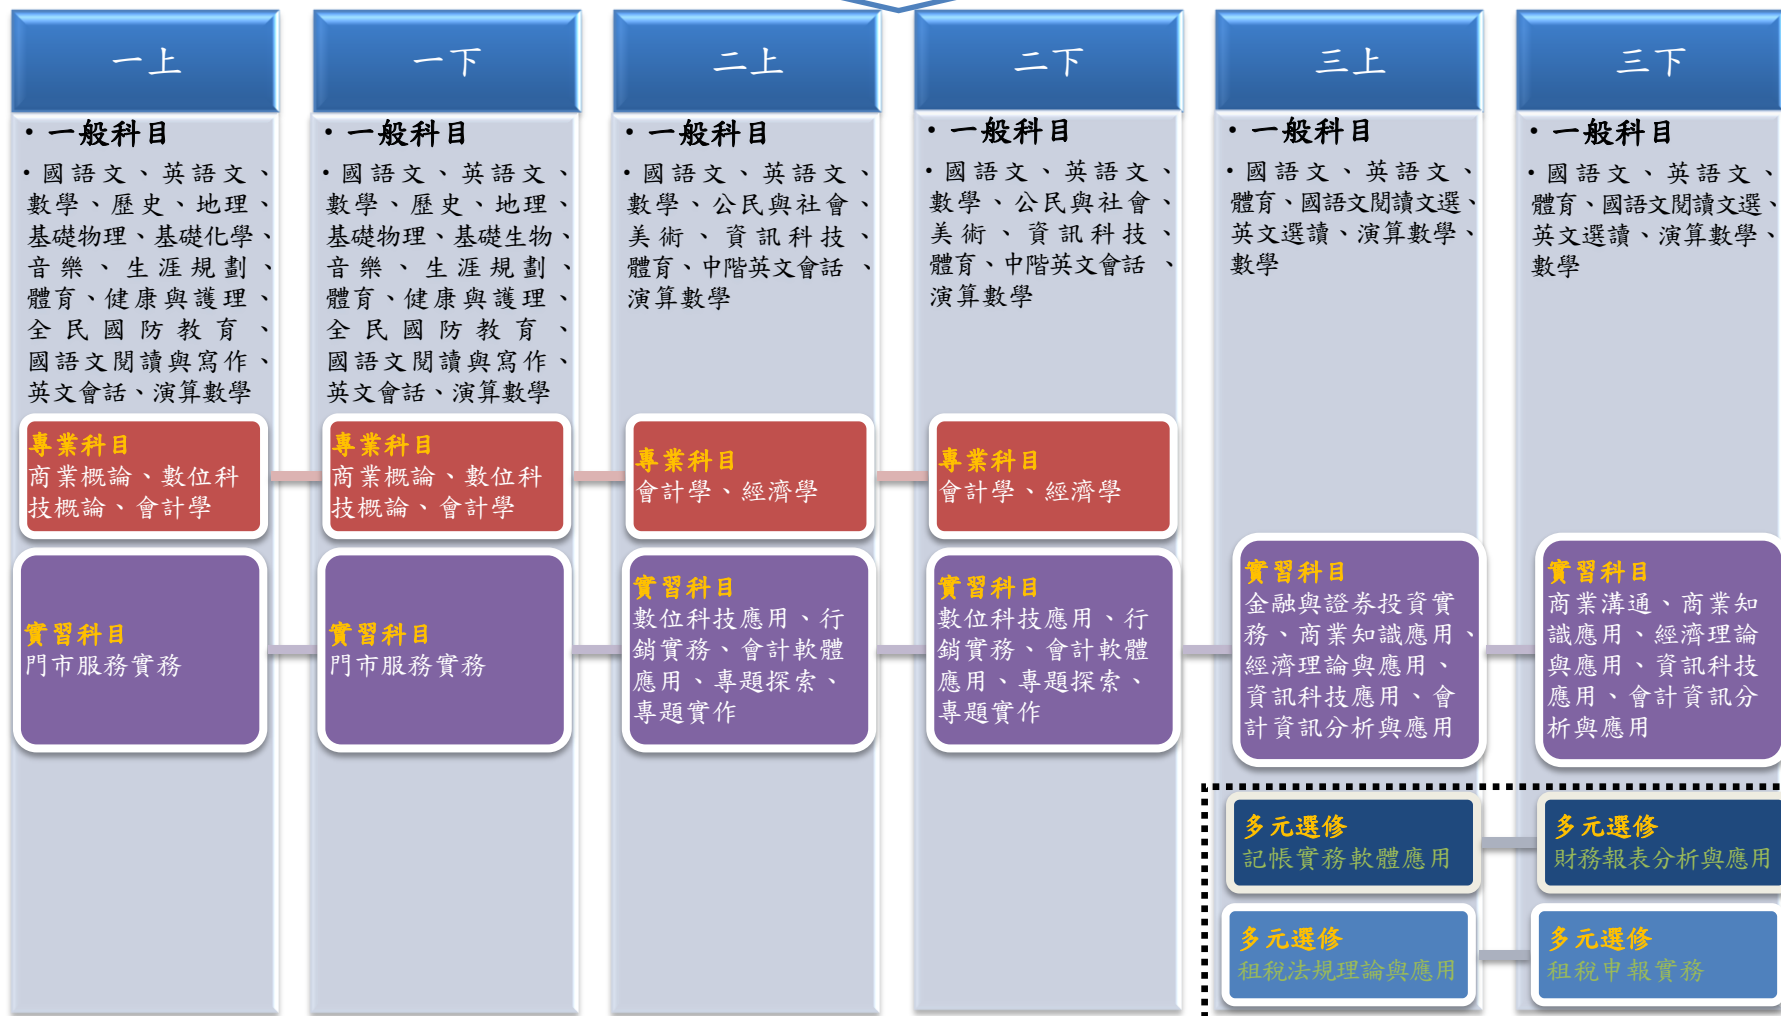 一上
・一般科目
・國語文、英語文、
數學、歷史、地理、
基礎物理、基礎化學、
音樂、生涯規劃、
體育、健康與護理、
全民國防教育、
國語文閱讀與寫作、
英文會話、演算數學
專業科目
商業概論、數位科
技概論、會計學
實習科目
門市服務實務
一下
・一般科目
・國語文、英語文、
數學、歷史、地理、
基礎物理、基礎生物、
音樂、生涯規劃、
體育、健康與護理、
全民國防教育、
國語文閱讀與寫作、
英文會話、演算數學
專業科目
商業概論、數位科
技概論、會計學
實習科目
門市服務實務
二上
・一般科目
・國語文、英語文、
數學、公民與社會、
美術、資訊科技、
體育、中階英文會話、
演算數學
專業科目
會計學、經濟學
實習科目
數位科技應用、行
銷實務、會計軟體
應用、專題探索、
專題實作
二下
・一般科目
・國語文、英語文、
數學、公民與社會、
美術、資訊科技、
體育、中階英文會話、
演算數學
專業科目
會計學、經濟學
實習科目
數位科技應用、行
銷實務、會計軟體
應用、專題探索、
專題實作
三上
・一般科目
・國語文、英語文、
體育、國語文閱讀文選、
英文選讀、演算數學、
數學
實習科目
金融與證券投資實
務、商業知識應用、
經濟理論與應用、
資訊科技應用、會
計資訊分析與應用
多元選修
記帳實務軟體應用
多元選修
租稅法規理論與應用
三下
・一般科目
・國語文、英語文、
體育、國語文閱讀文選、
英文選讀、演算數學、
數學
實習科目
商業溝通、商業知
識應用、經濟理論
與應用、資訊科技
應用、會計資訊分
析與應用
多元選修
財務報表分析與應用
多元選修
租稅申報實務